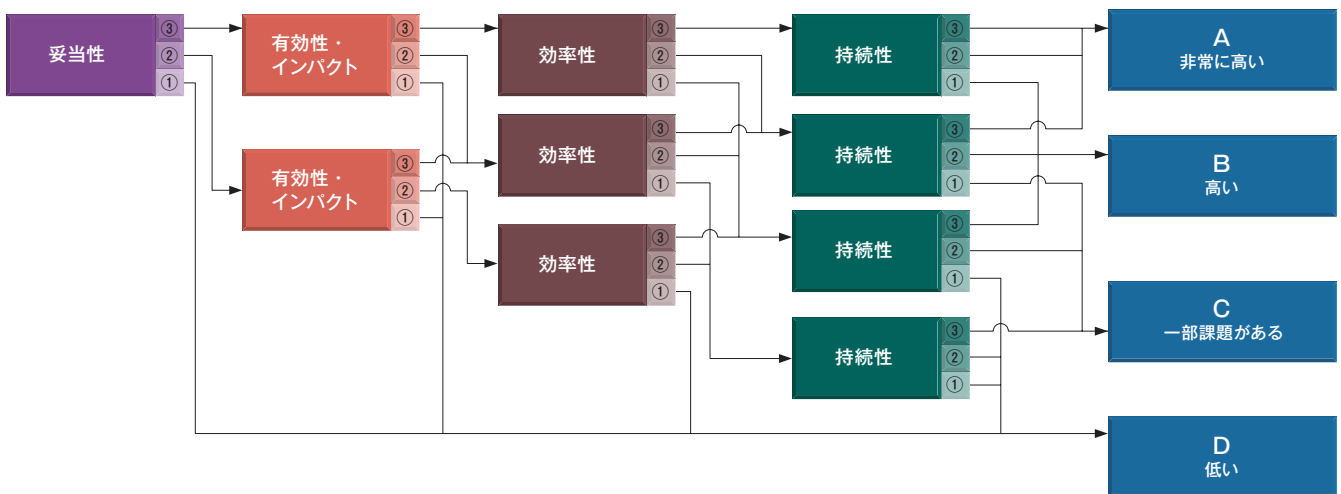 妥当性
③
②
①
有効性・
インパクト
③
②
①
有効性・
インパクト
③
②
①
効率性
③
②
①
効率性
③
②
①
効率性
③
②
①
持続性
③
②
①
持続性
③
②
①
持続性
③
②
①
持続性
③
②
①
A
非常に高い
B
高い
C
一部課題がある
D
低い